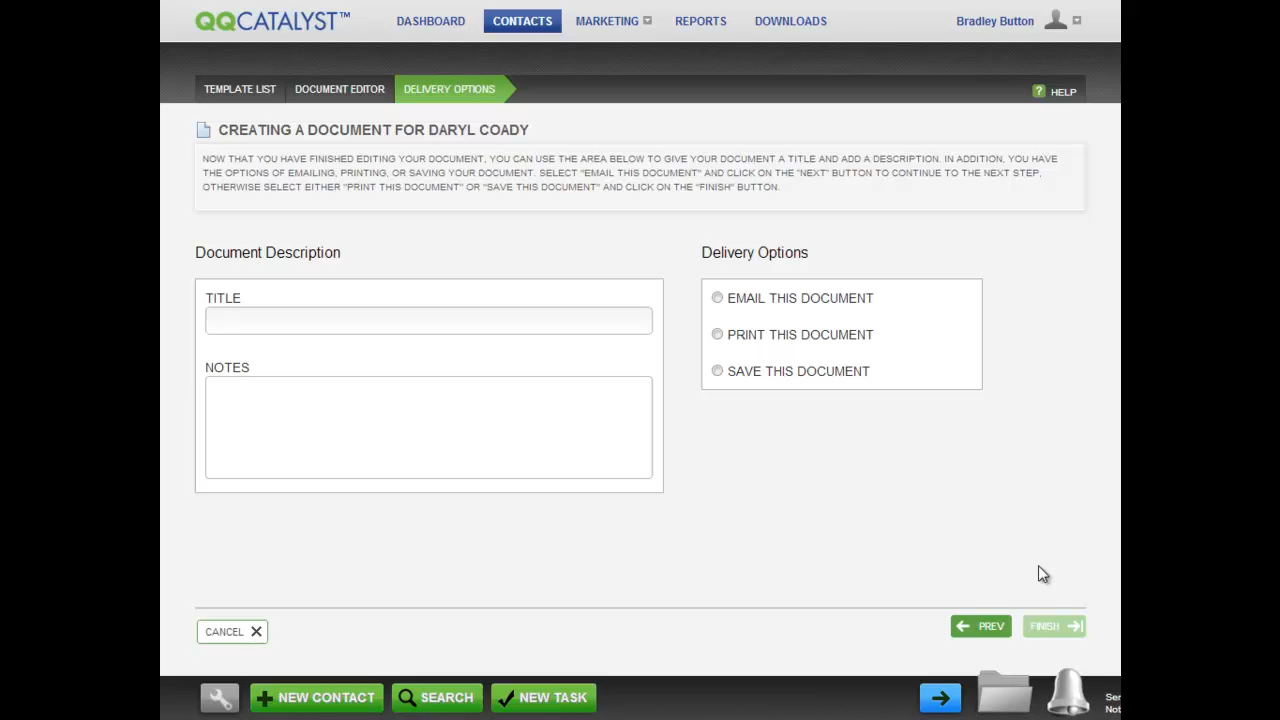 QQCATALYST™ DASHBOARD CONTACTS MARKETING REPORTS DOWNLOADS Bradley Button
TEMPLATE LIST DOCUMENT EDITOR DELIVERY OPTIONS ? HELP
CREATING A DOCUMENT FOR DARYL COADY
NOW THAT YOU HAVE FINISHED EDITING YOUR DOCUMENT, YOU CAN USE THE AREA BELOW TO GIVE YOUR DOCUMENT A TITLE AND ADD A DESCRIPTION. IN ADDITION, YOU HAVE
THE OPTIONS OF EMAILING, PRINTING, OR SAVING YOUR DOCUMENT. SELECT "EMAIL THIS DOCUMENT" AND CLICK ON THE "NEXT" BUTTON TO CONTINUE TO THE NEXT STEP,
OTHERWISE SELECT EITHER "PRINT THIS DOCUMENT" OR "SAVE THIS DOCUMENT" AND CLICK ON THE "FINISH" BUTTON.
Document Description
TITLE
NOTES
Delivery Options
EMAIL THIS DOCUMENT
PRINT THIS DOCUMENT
SAVE THIS DOCUMENT
CANCEL PREV FINISH
NEW CONTACT SEARCH NEW TASK
Ser
Not